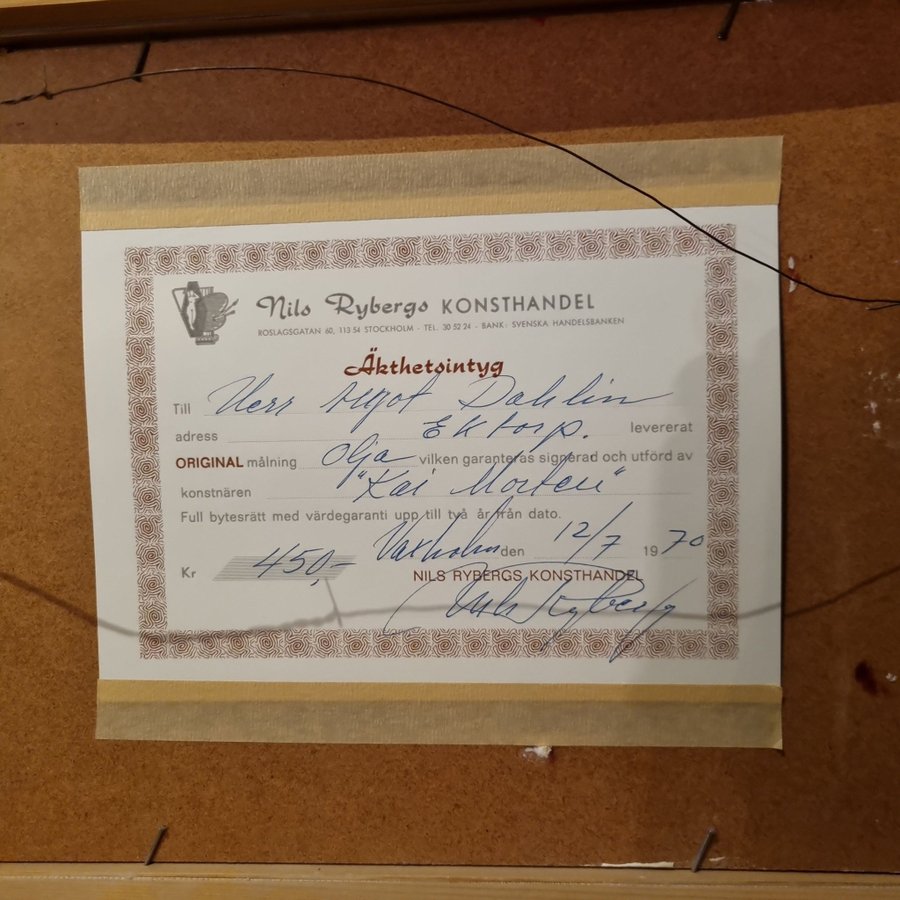 Nils Rybergs KONSTHANDEL
ROSLAGSGATAN 60, 113 54 STOCKHOLM - TEL. 30 52 24 - BANK: SVENSKA HANDELSBANKEN
Äkthetsintyg
Till Herr Dahlin
adress Ektorp. levererat
ORIGINAL målning Olja vilken garanteras signerad och utförd av
konstnären "Kai Morten"
Full bytesrätt med värdegaranti upp till två år från dato.
Vaxholm den 12/7 1970
Kr 450,-
NILS RYBERGS KONSTHANDEL
Nils Ryberg